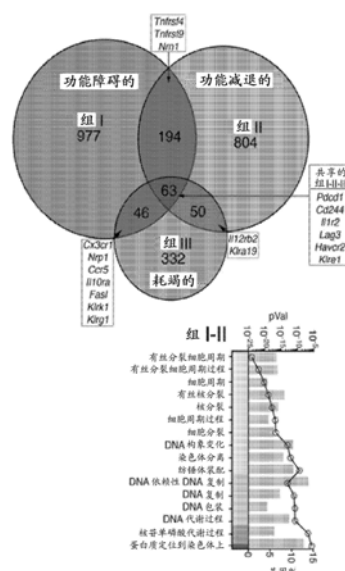 Tnfrsf4
Tnfrsf9
Nrn1
功能障碍的
功能减退的
组 I
977
194
组 II
804
63
46
50
组 III
332
耗竭的
共享的
组I-II-III
Pdcd1
Cd244
Il1r2
Lag3
Havcr2
Klre1
Cx3cr1
Nrp1
Ccr5
Il10ra
Fasl
Klrk1
Klrg1
Il12rb2
Klra19
组 I-II
pVal
有丝分裂细胞周期
有丝分裂细胞周期过程
细胞周期
有丝核分裂
核分裂
细胞周期过程
细胞分裂
DNA 构象变化
染色体分离
纺锤体装配
DNA 依赖性 DNA 复制
DNA 复制
DNA 包装
DNA 代谢过程
核苷单磷酸代谢过程
蛋白质定位到染色体上
0
5
10
15